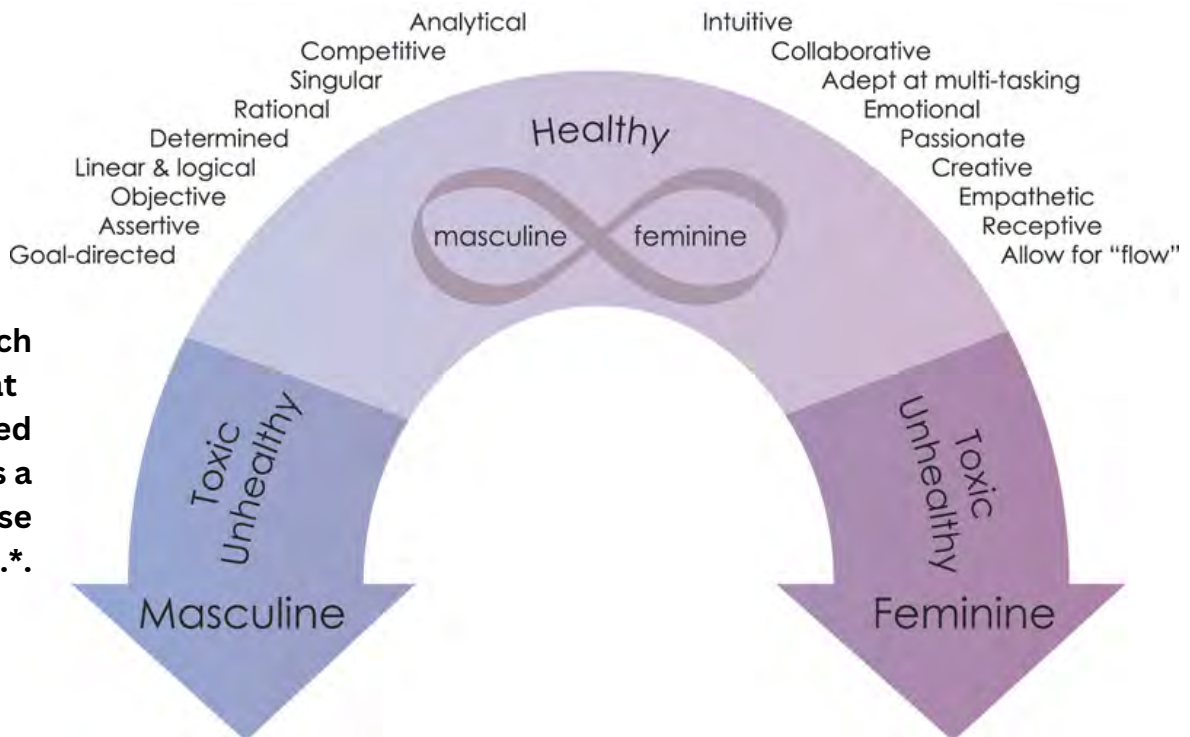 Analytical
Competitive
Singular
Rational
Determined
Linear & logical
Objective
Assertive
Goal-directed
Intuitive
Collaborative
Adept at multi-tasking
Emotional
Passionate
Creative
Empathetic
Receptive
Allow for “flow”
Healthy
masculine
feminine
ch
at
ed
s a
se
.*.
Toxic
Unhealthy
Masculine
Toxic
Unhealthy
Feminine